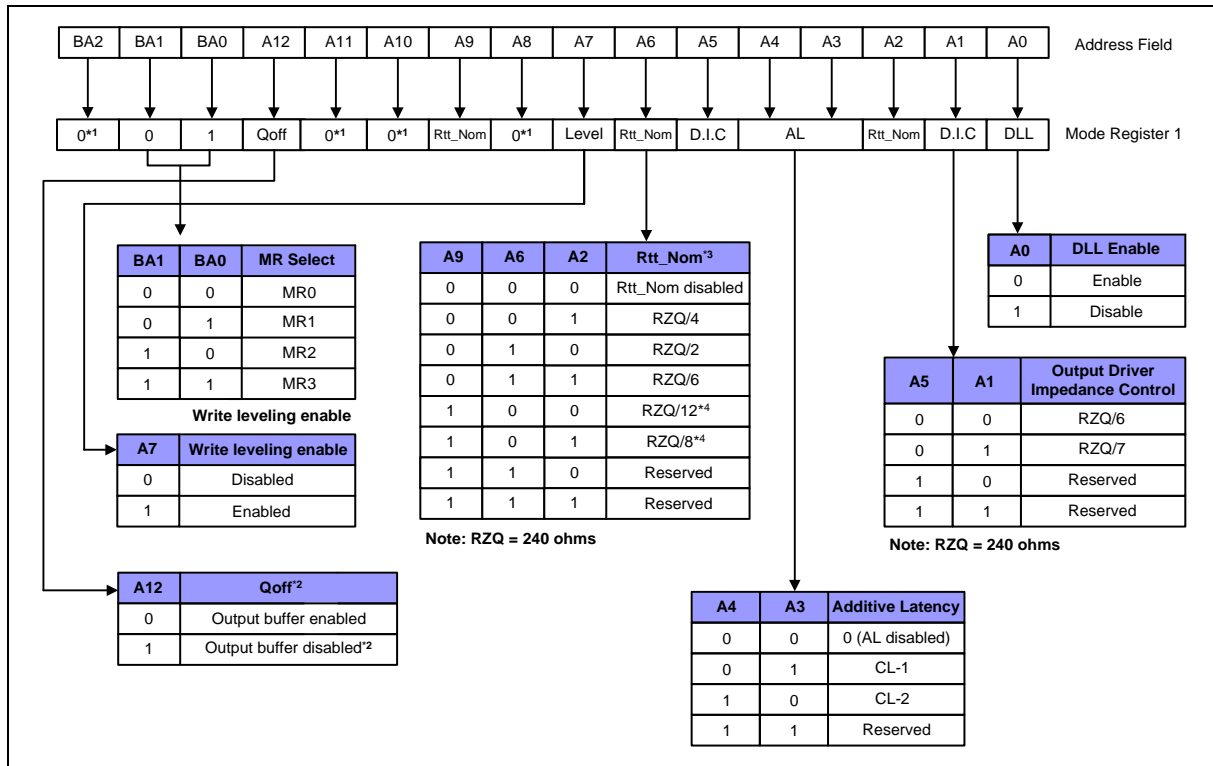 BA2 BA1 BA0 A12 A11 A10 A9 A8 A7 A6 A5 A4 A3 A2 A1 A0 Address Field
0*1 0 1 Qoff 0*1 0*1 Rtt_Nom 0*1 Level Rtt_Nom D.I.C AL Rtt_Nom D.I.C DLL Mode Register 1
BA1 BA0 MR Select
0 0 MR0
0 1 MR1
1 0 MR2
1 1 MR3
Write leveling enable
A7 Write leveling enable
0 Disabled
1 Enabled
A12 Qoff*2
0 Output buffer enabled
1 Output buffer disabled*2
A9 A6 A2 Rtt_Nom*3
0 0 0 Rtt_Nom disabled
0 0 1 RZQ/4
0 1 0 RZQ/2
0 1 1 RZQ/6
1 0 0 RZQ/12*4
1 0 1 RZQ/8*4
1 1 0 Reserved
1 1 1 Reserved
Note: RZQ = 240 ohms
A0 DLL Enable
0 Enable
1 Disable
A5 A1 Output Driver
Impedance Control
0 0 RZQ/6
0 1 RZQ/7
1 0 Reserved
1 1 Reserved
Note: RZQ = 240 ohms
A4 A3 Additive Latency
0 0 0 (AL disabled)
0 1 CL-1
1 0 CL-2
1 1 Reserved